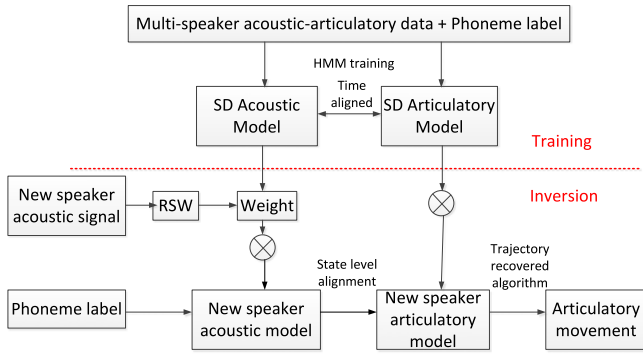 Multi-speaker acoustic-articulatory data + Phoneme label
HMM training
Time
aligned
SD Acoustic
Model
SD Articulatory
Model
Training
Inversion
New speaker
acoustic signal
RSW
Weight
State level
alignment
Trajectory
recovered
algorithm
Phoneme label
New speaker
acoustic model
New speaker
articulatory
model
Articulatory
movement